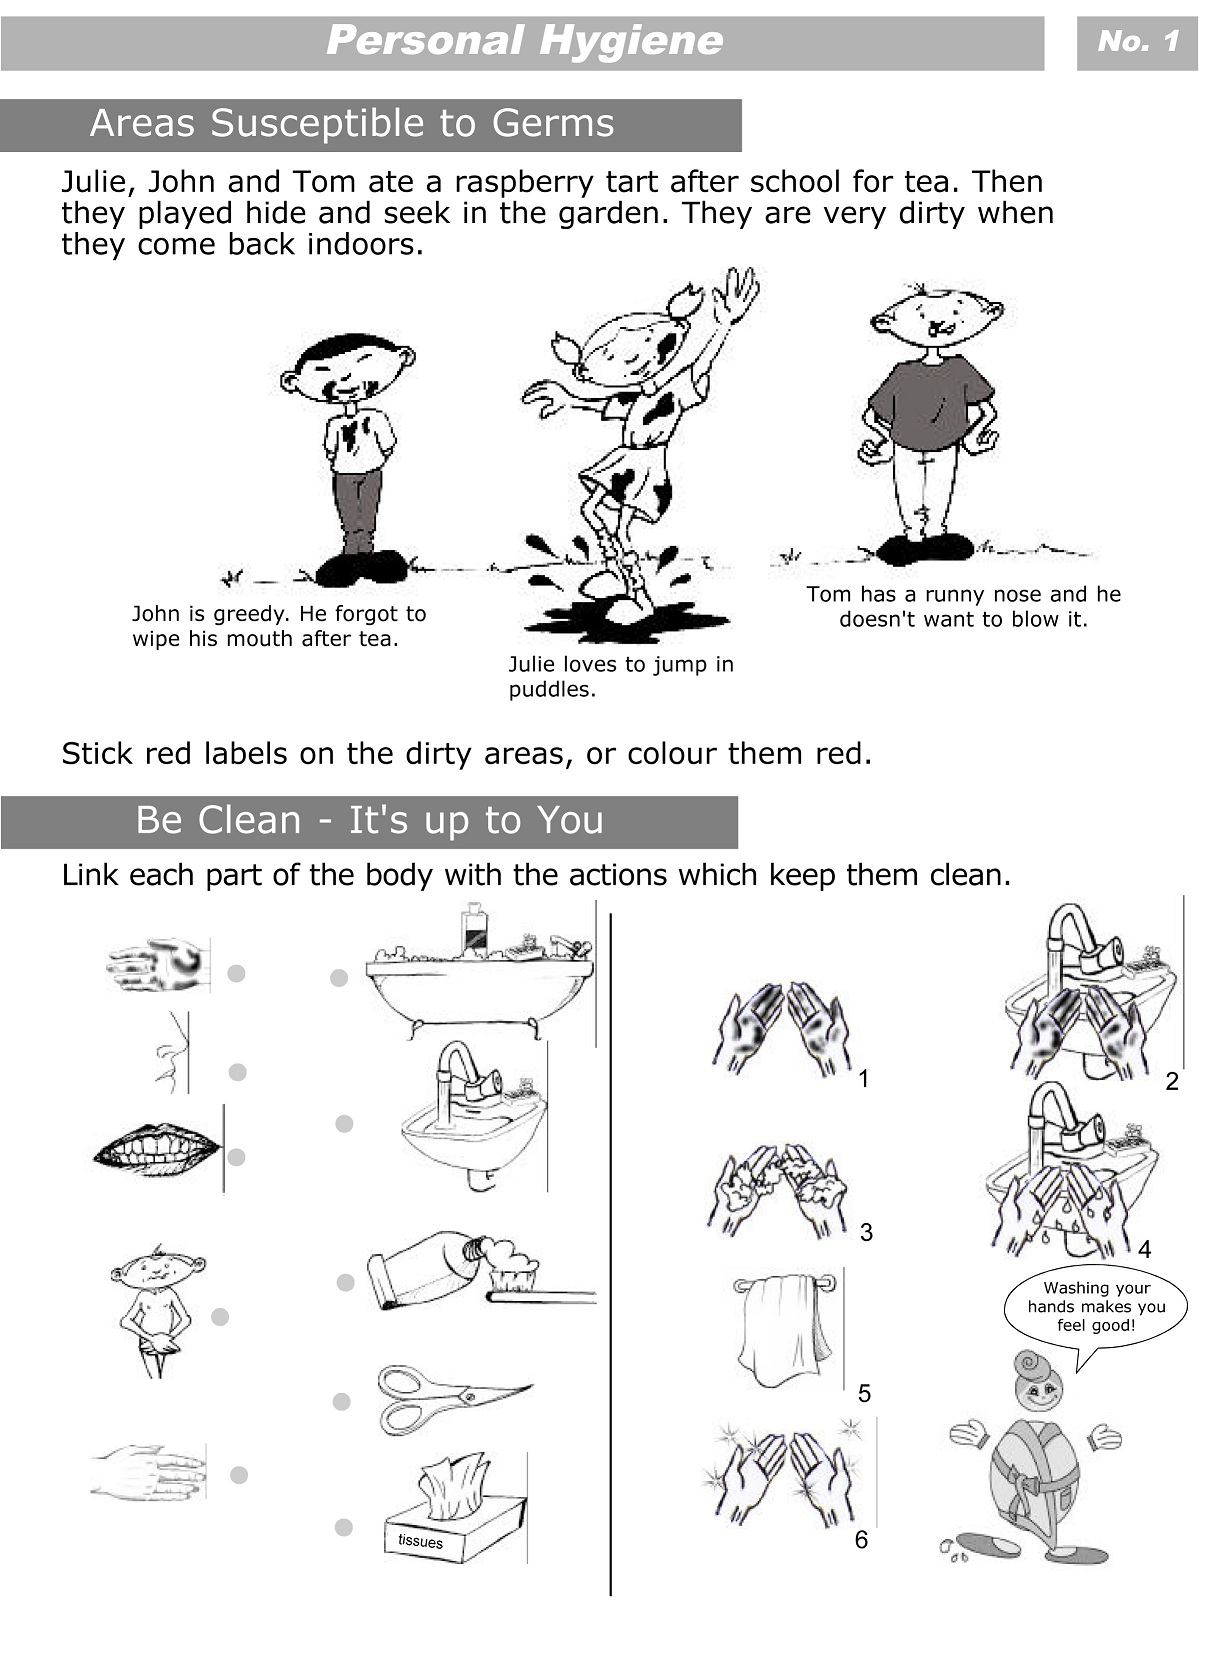 Personal Hygiene
No. 1
Areas Susceptible to Germs
Julie, John and Tom ate a raspberry tart after school for tea. Then
they played hide and seek in the garden. They are very dirty when
they come back indoors.
John is greedy. He forgot to
wipe his mouth after tea.
Julie loves to jump in
puddles.
Tom has a runny nose and he
doesn't want to blow it.
Stick red labels on the dirty areas, or colour them red.
Be Clean - It's up to You
Link each part of the body with the actions which keep them clean.
tissues
1
2
3
4
Washing your
hands makes you
feel good!
5
6